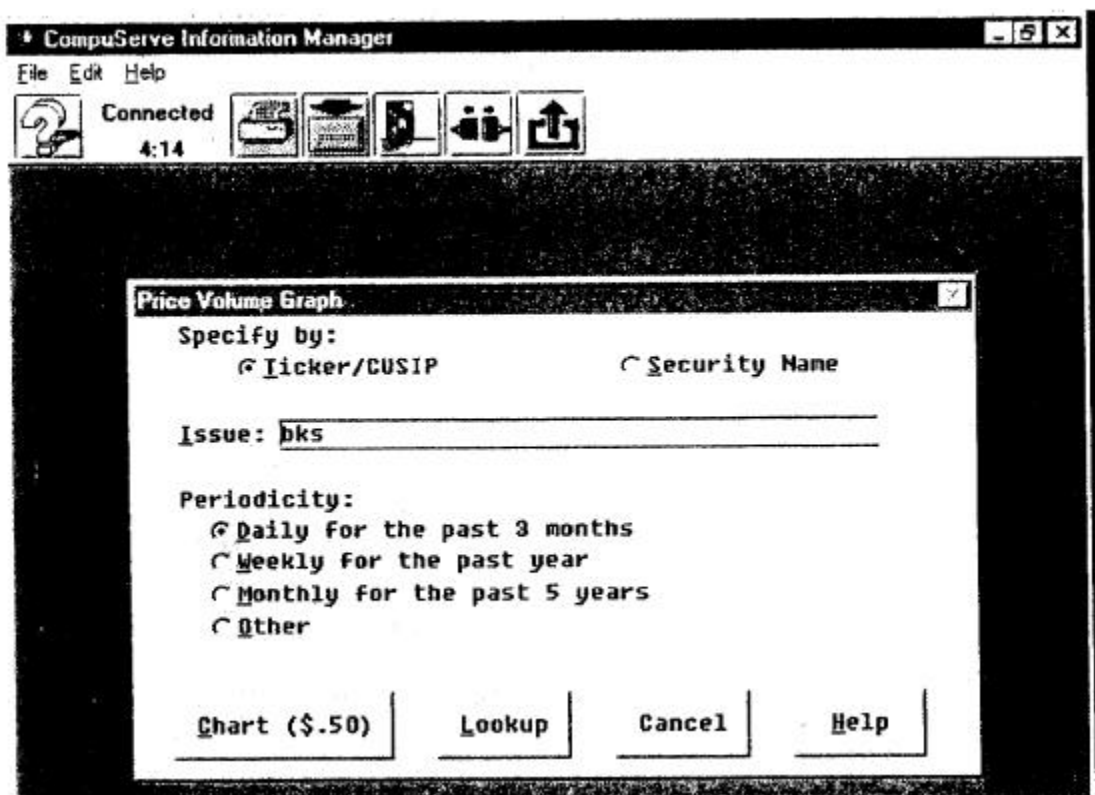 CompuServe Information Manager
File Edit Help
Connected
4:14
Price Volume Graph
Specify by:
Ticker/CUSIP Security Name
Issue: bks
Periodicity:
Daily for the past 3 months
Weekly for the past year
Monthly for the past 5 years
Other
Chart ($.50) Lookup Cancel Help